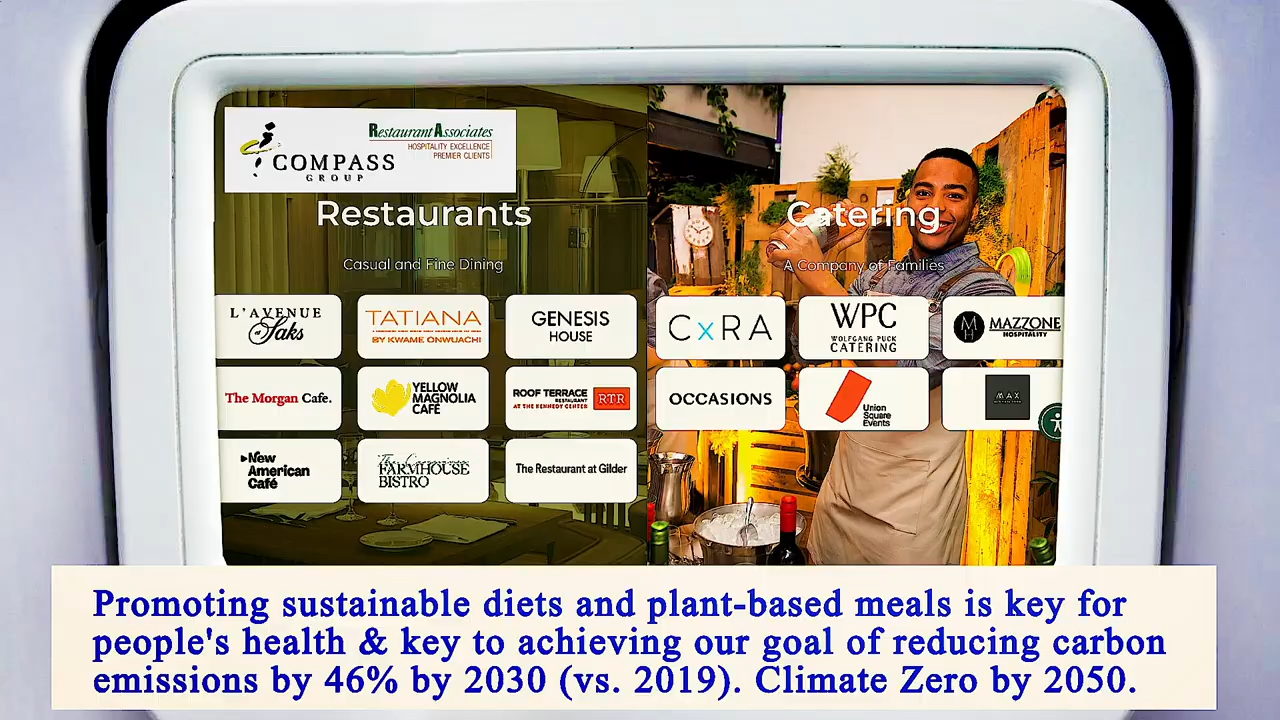 COMPASS
GROUP
Restaurant Associates
HOSPITALITY EXCELLENCE
PREMIER CLIENTS
Restaurants
Casual and Fine Dining
L'AVENUE
at Saks
TATIANA
BY KWAME ONWUACHI
GENESIS
HOUSE
The Morgan Cafe.
YELLOW
MAGNOLIA
CAFÉ
ROOF TERRACE
RESTAURANT
AT THE KENNEDY CENTER
RTR
New
American
Café
FARMHOUSE
BISTRO
The Restaurant at Gilder
Catering
A Company of Families
CxRA
WPC
WOLFGANG PUCK
CATERING
MH
MAZZONE
HOSPITALITY
OCCASIONS
Union
Square
Events
MAX
Promoting sustainable diets and plant-based meals is key for
people's health & key to achieving our goal of reducing carbon
emissions by 46% by 2030 (vs. 2019). Climate Zero by 2050.